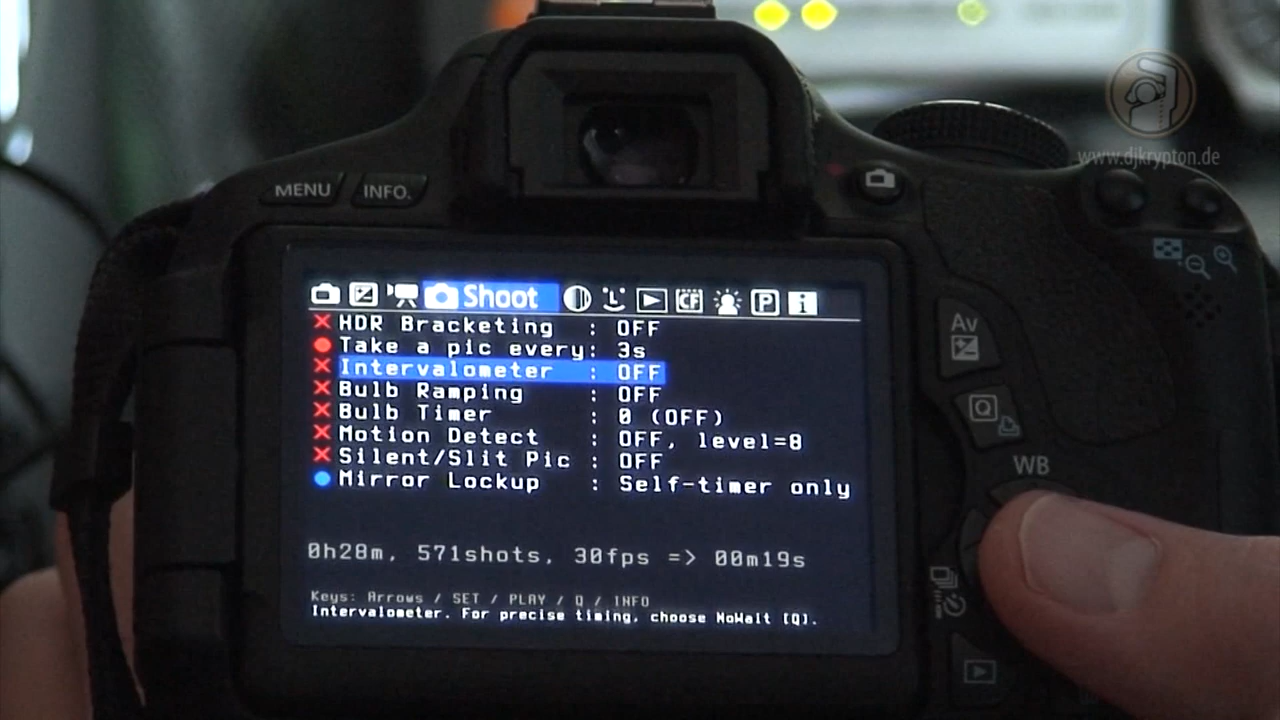 www.djkrypton.de
MENU INFO.
Shoot L CF P i
HDR Bracketing : OFF
Take a pic every: 3s
Intervalometer : OFF
Bulb Ramping : OFF
Bulb Timer : 0 (OFF)
Motion Detect : OFF, level=8
Silent/Slit Pic : OFF
Mirror Lockup : Self-timer only
0h28m, 571shots, 30fps => 00m19s
Keys: Arrows / SET / PLAY / Q / INFO
Intervalometer. For precise timing, choose NoWait [Q].
Av
Q
WB